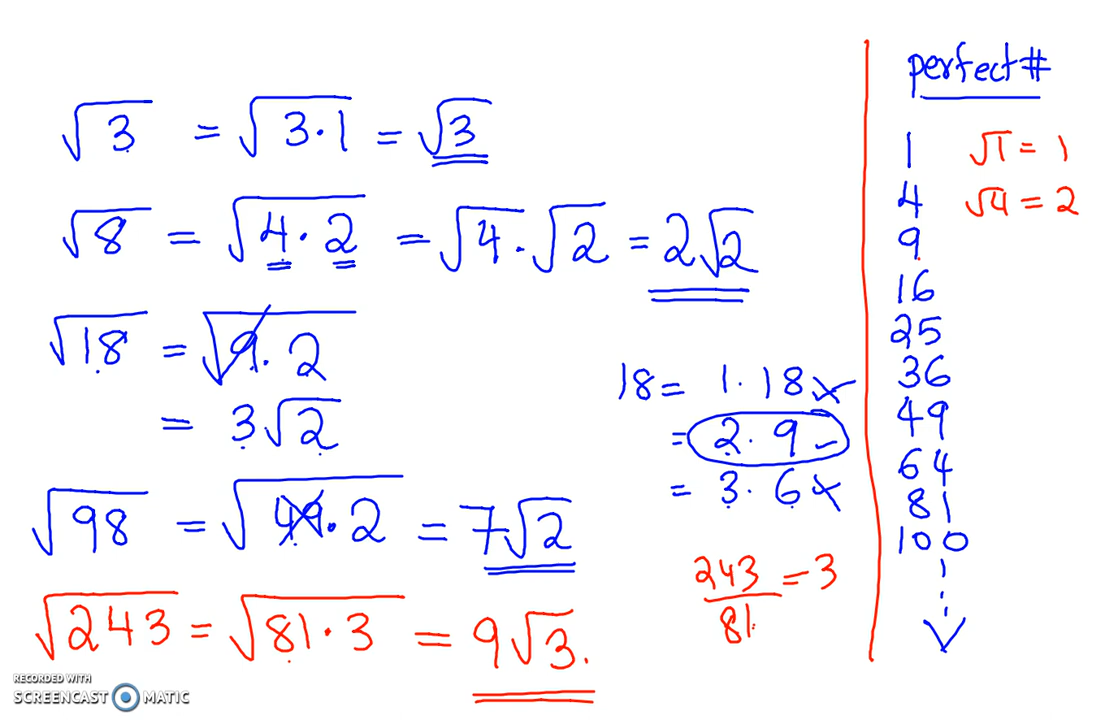 √3 = √3·1 = √3
√8 = √4·2 = √4·√2 = 2√2
√18 = √9·2
= 3√2
√98 = √49·2 = 7√2
√243 = √81·3 = 9√3.
18 = 1·18 ×
= 2·9 –
= 3·6 ×
243/81 = 3
perfect #
1 √1 = 1
4 √4 = 2
9
16
25
36
49
64
81
100
RECORDED WITH
SCREENCAST MATIC